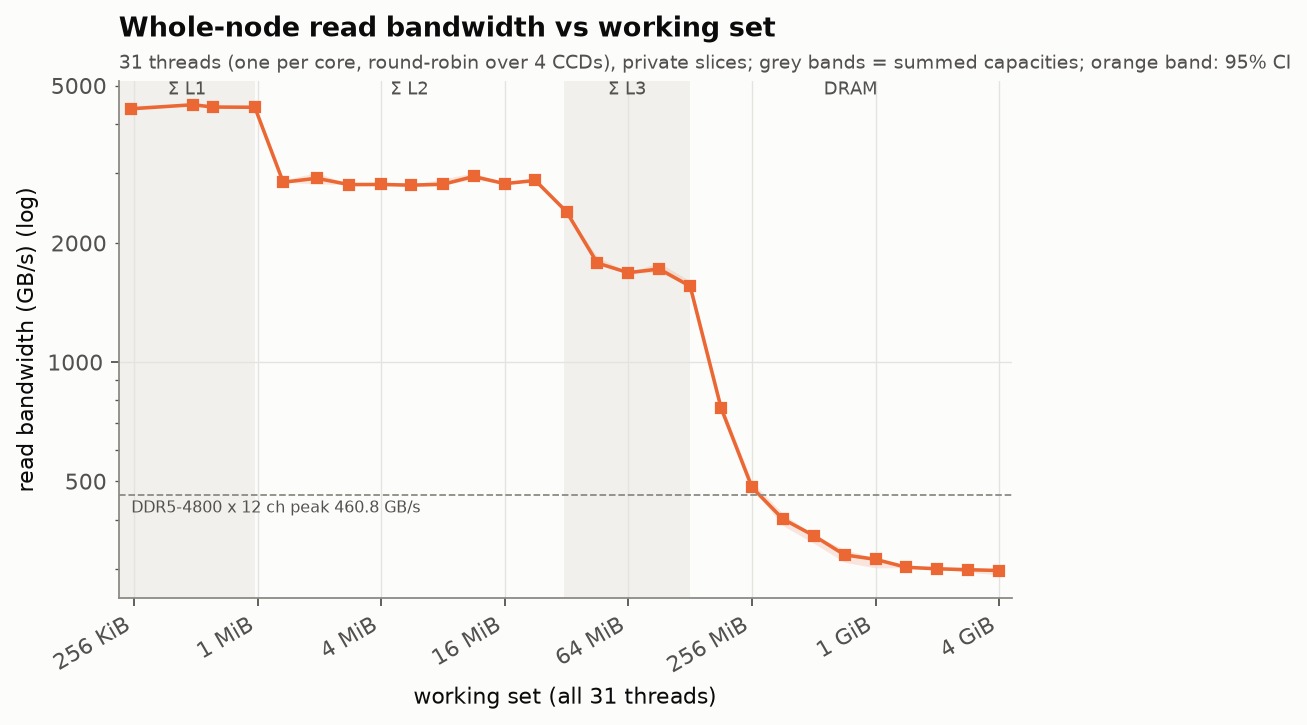 Whole-node read bandwidth vs working set
31 threads (one per core, round-robin over 4 CCDs), private slices; grey bands = summed capacities; orange band: 95% CI
Σ L1
Σ L2
Σ L3
DRAM
5000
2000
1000
500
read bandwidth (GB/s) (log)
DDR5-4800 x 12 ch peak 460.8 GB/s
256 KiB
1 MiB
4 MiB
16 MiB
64 MiB
256 MiB
1 GiB
4 GiB
working set (all 31 threads)